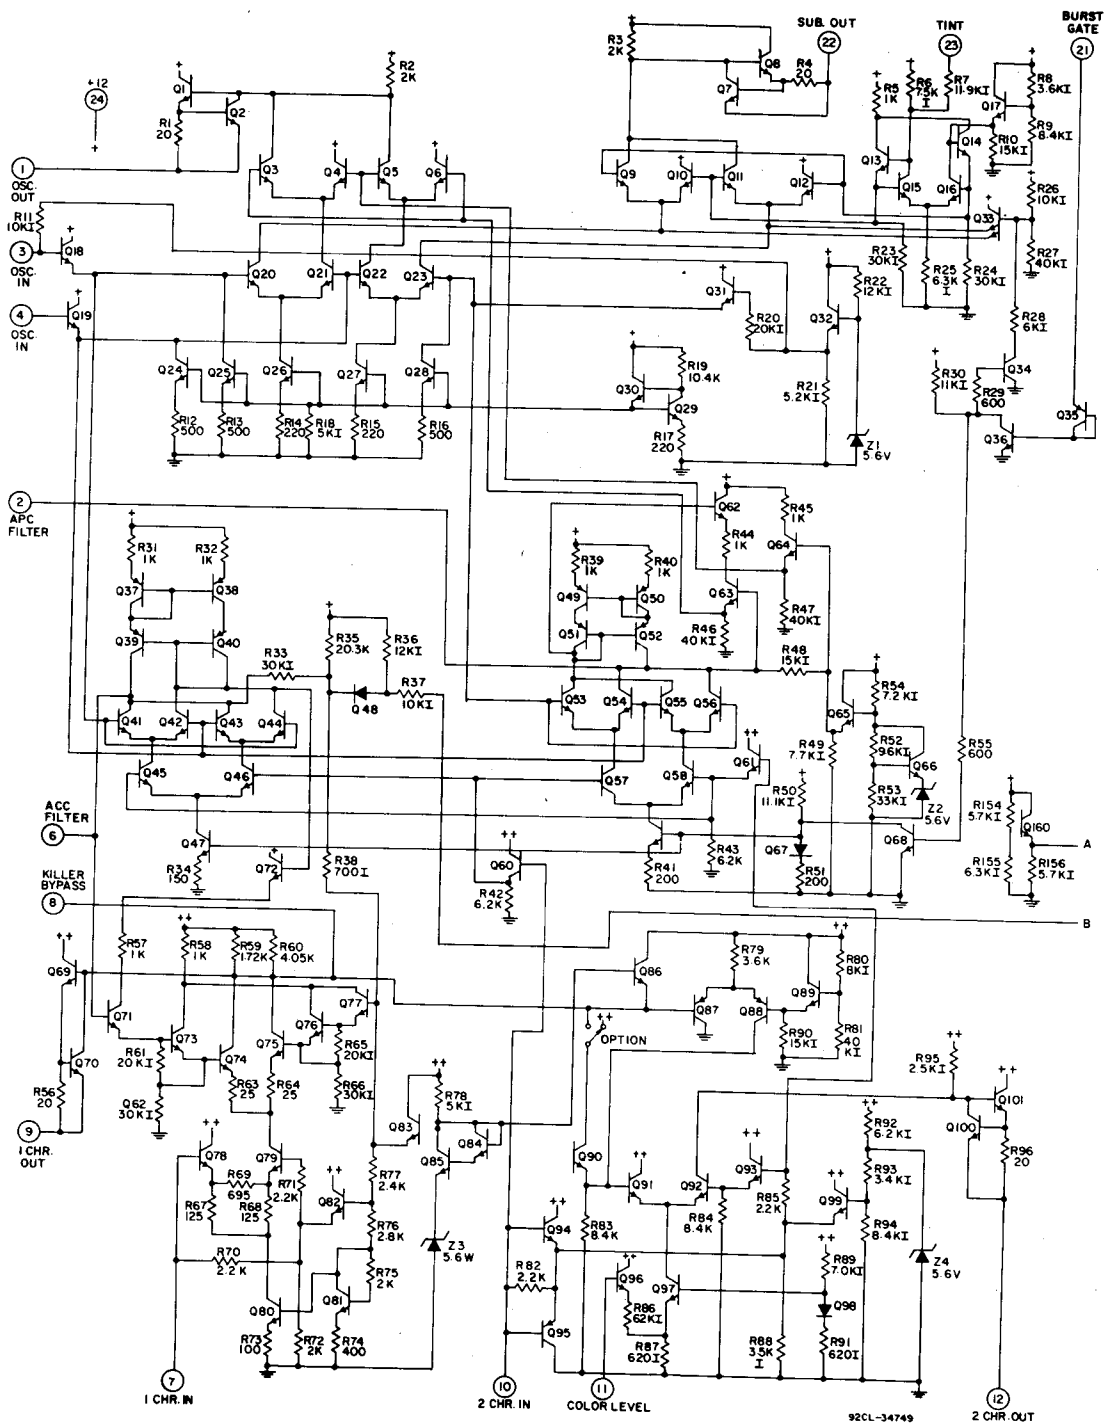 BURST
GATE
21
SUB. OUT
22
TINT
23
R3
2K
Q8
R4
20
Q7
R2
2K
Q1
+12
24
Q2
R1
20
R5
1K
R6
7.5K
I
R7
11.9KI
Q17
R8
3.6KI
R9
8.4KI
R10
15KI
Q14
Q13
Q15
Q16
1
OSC.
OUT
Q3
Q4
Q5
Q6
Q9
Q10
Q11
Q12
R26
10KI
Q33
R27
40KI
R11
10KI
3
OSC.
IN
Q18
Q20
Q21
Q22
Q23
R23
30KI
R25
6.3K
I
R24
30KI
4
OSC.
IN
Q19
Q31
R20
20KI
Q32
R22
12KI
R28
6KI
Q24
Q25
Q26
Q27
Q28
Q30
R19
10.4K
Q29
R21
5.2KI
R30
11KI
R29
600
Q34
Q35
Q36
R12
500
R13
500
R14
220
R18
5KI
R15
220
R16
500
R17
220
Z1
5.6V
2
APC
FILTER
Q62
R45
1K
R44
1K
Q64
R31
1K
R32
1K
R39
1K
R40
1K
Q37
Q38
Q49
Q50
Q63
R47
40KI
R46
40KI
Q39
Q40
Q51
Q52
R35
20.3K
R36
12KI
R33
30KI
R37
10KI
Q48
R48
15KI
R54
7.2KI
Q41
Q42
Q43
Q44
Q53
Q54
Q55
Q56
Q65
R52
9.6KI
Q66
R49
7.7KI
R55
600
Q45
Q46
Q57
Q58
Q61
R50
11.1KI
R53
33KI
Z2
5.6V
R154
5.7KI
Q160
A
ACC
FILTER
6
Q47
R34
150
Q72
R38
700I
Q60
R42
6.2K
R41
200
R43
6.2K
Q67
R51
200
Q68
R155
6.3KI
R156
5.7KI
KILLER
BYPASS
8
B
R57
1K
R58
1K
R59
1.72K
R60
4.05K
Q69
Q86
R79
3.6K
R80
8KI
Q71
Q73
Q74
Q75
Q76
Q77
Q87
Q88
Q89
R90
15KI
R81
40
KI
OPTION
Q70
R61
20KI
R65
20KI
R66
30KI
R95
2.5KI
R56
20
Q62
30KI
R63
25
R64
25
R78
5KI
Q83
Q84
Q85
Q101
Q100
R96
20
9
1 CHR.
OUT
Q78
Q79
R69
695
R67
125
R68
125
R71
2.2K
Q82
R77
2.4K
R76
2.8K
R75
2K
Q90
Q91
Q92
Q93
R92
6.2KI
R93
3.4KI
R85
2.2K
Q99
R94
8.4KI
R84
8.4K
R83
8.4K
Q94
R70
2.2 K
Z3
5.6W
R82
2.2K
Q96
Q97
R89
7.0KI
Z4
5.6V
Q80
Q81
Q95
R86
62KI
Q98
R73
100
R72
2K
R74
400
R87
620I
R88
3.5K
I
R91
620I
7
1 CHR. IN
10
2 CHR. IN
11
COLOR LEVEL
12
2 CHR. OUT
92CL-34749